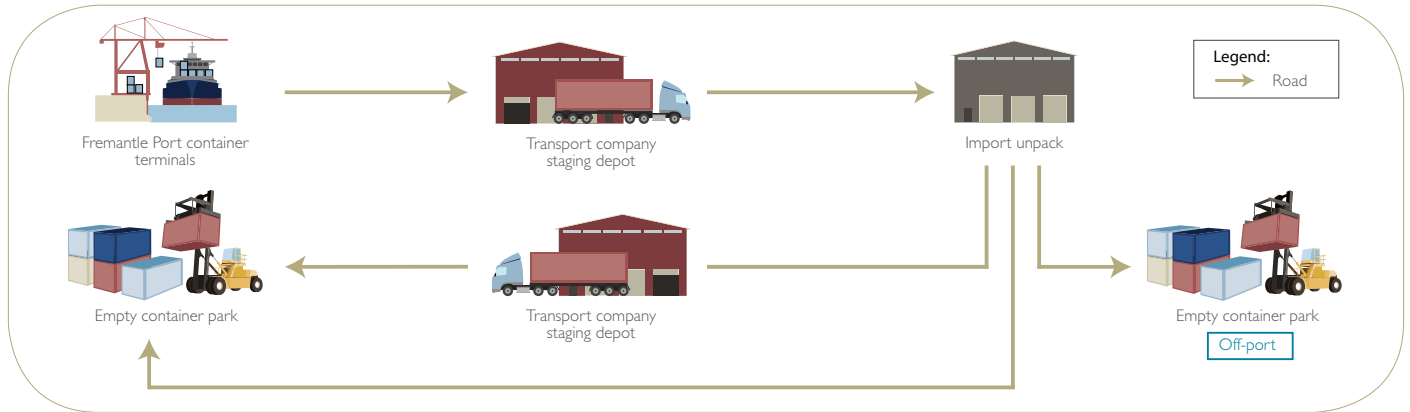 Legend:
Road
Fremantle Port container
terminals
Transport company
staging depot
Import unpack
Empty container park
Transport company
staging depot
Empty container park
Off-port